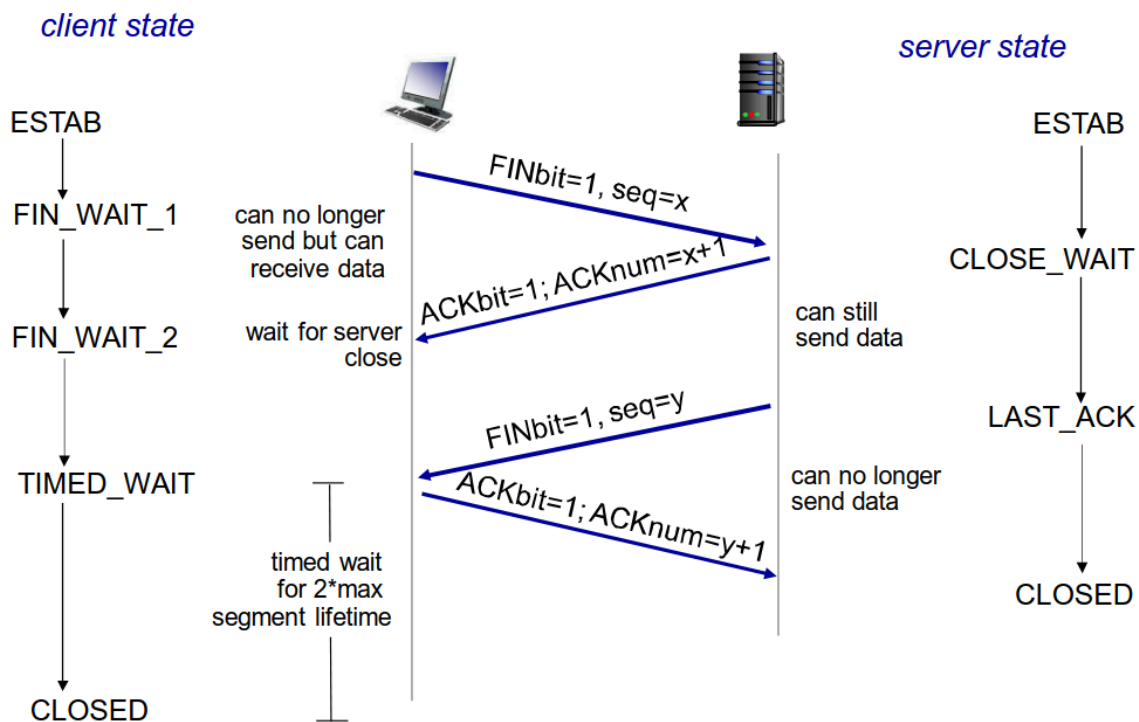 client state
server state
ESTAB
ESTAB
FINbit=1, seq=x
FIN_WAIT_1
can no longer
send but can
receive data
CLOSE_WAIT
ACKbit=1; ACKnum=x+1
FIN_WAIT_2
wait for server
close
can still
send data
FINbit=1, seq=y
LAST_ACK
TIMED_WAIT
can no longer
send data
ACKbit=1; ACKnum=y+1
timed wait
for 2*max
segment lifetime
CLOSED
CLOSED